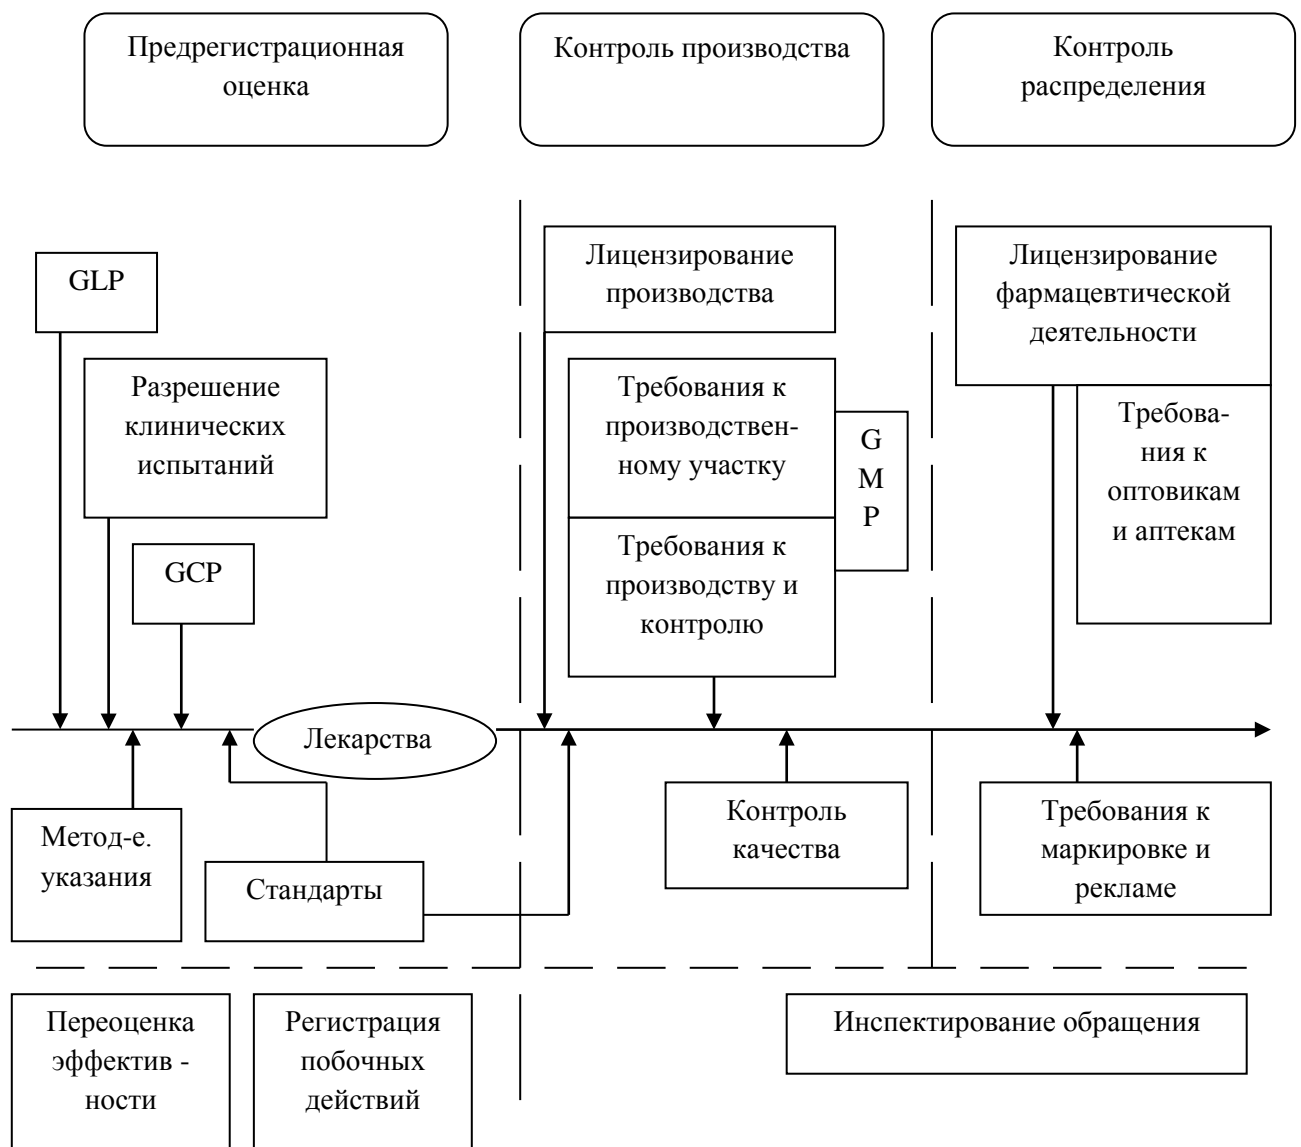 Предрегистрационная
оценка
Контроль производства
Контроль
распределения
GLP
Разрешение
клинических
испытаний
GCP
Лицензирование
производства
Требования к
производствен-
ному участку
G
M
P
Требования к
производству и
контролю
Лицензирование
фармацевтической
деятельности
Требова-
ния к
оптовикам
и аптекам
Лекарства
Метод-е.
указания
Стандарты
Контроль
качества
Требования к
маркировке и
рекламе
Переоценка
эффектив -
ности
Регистрация
побочных
действий
Инспектирование обращения